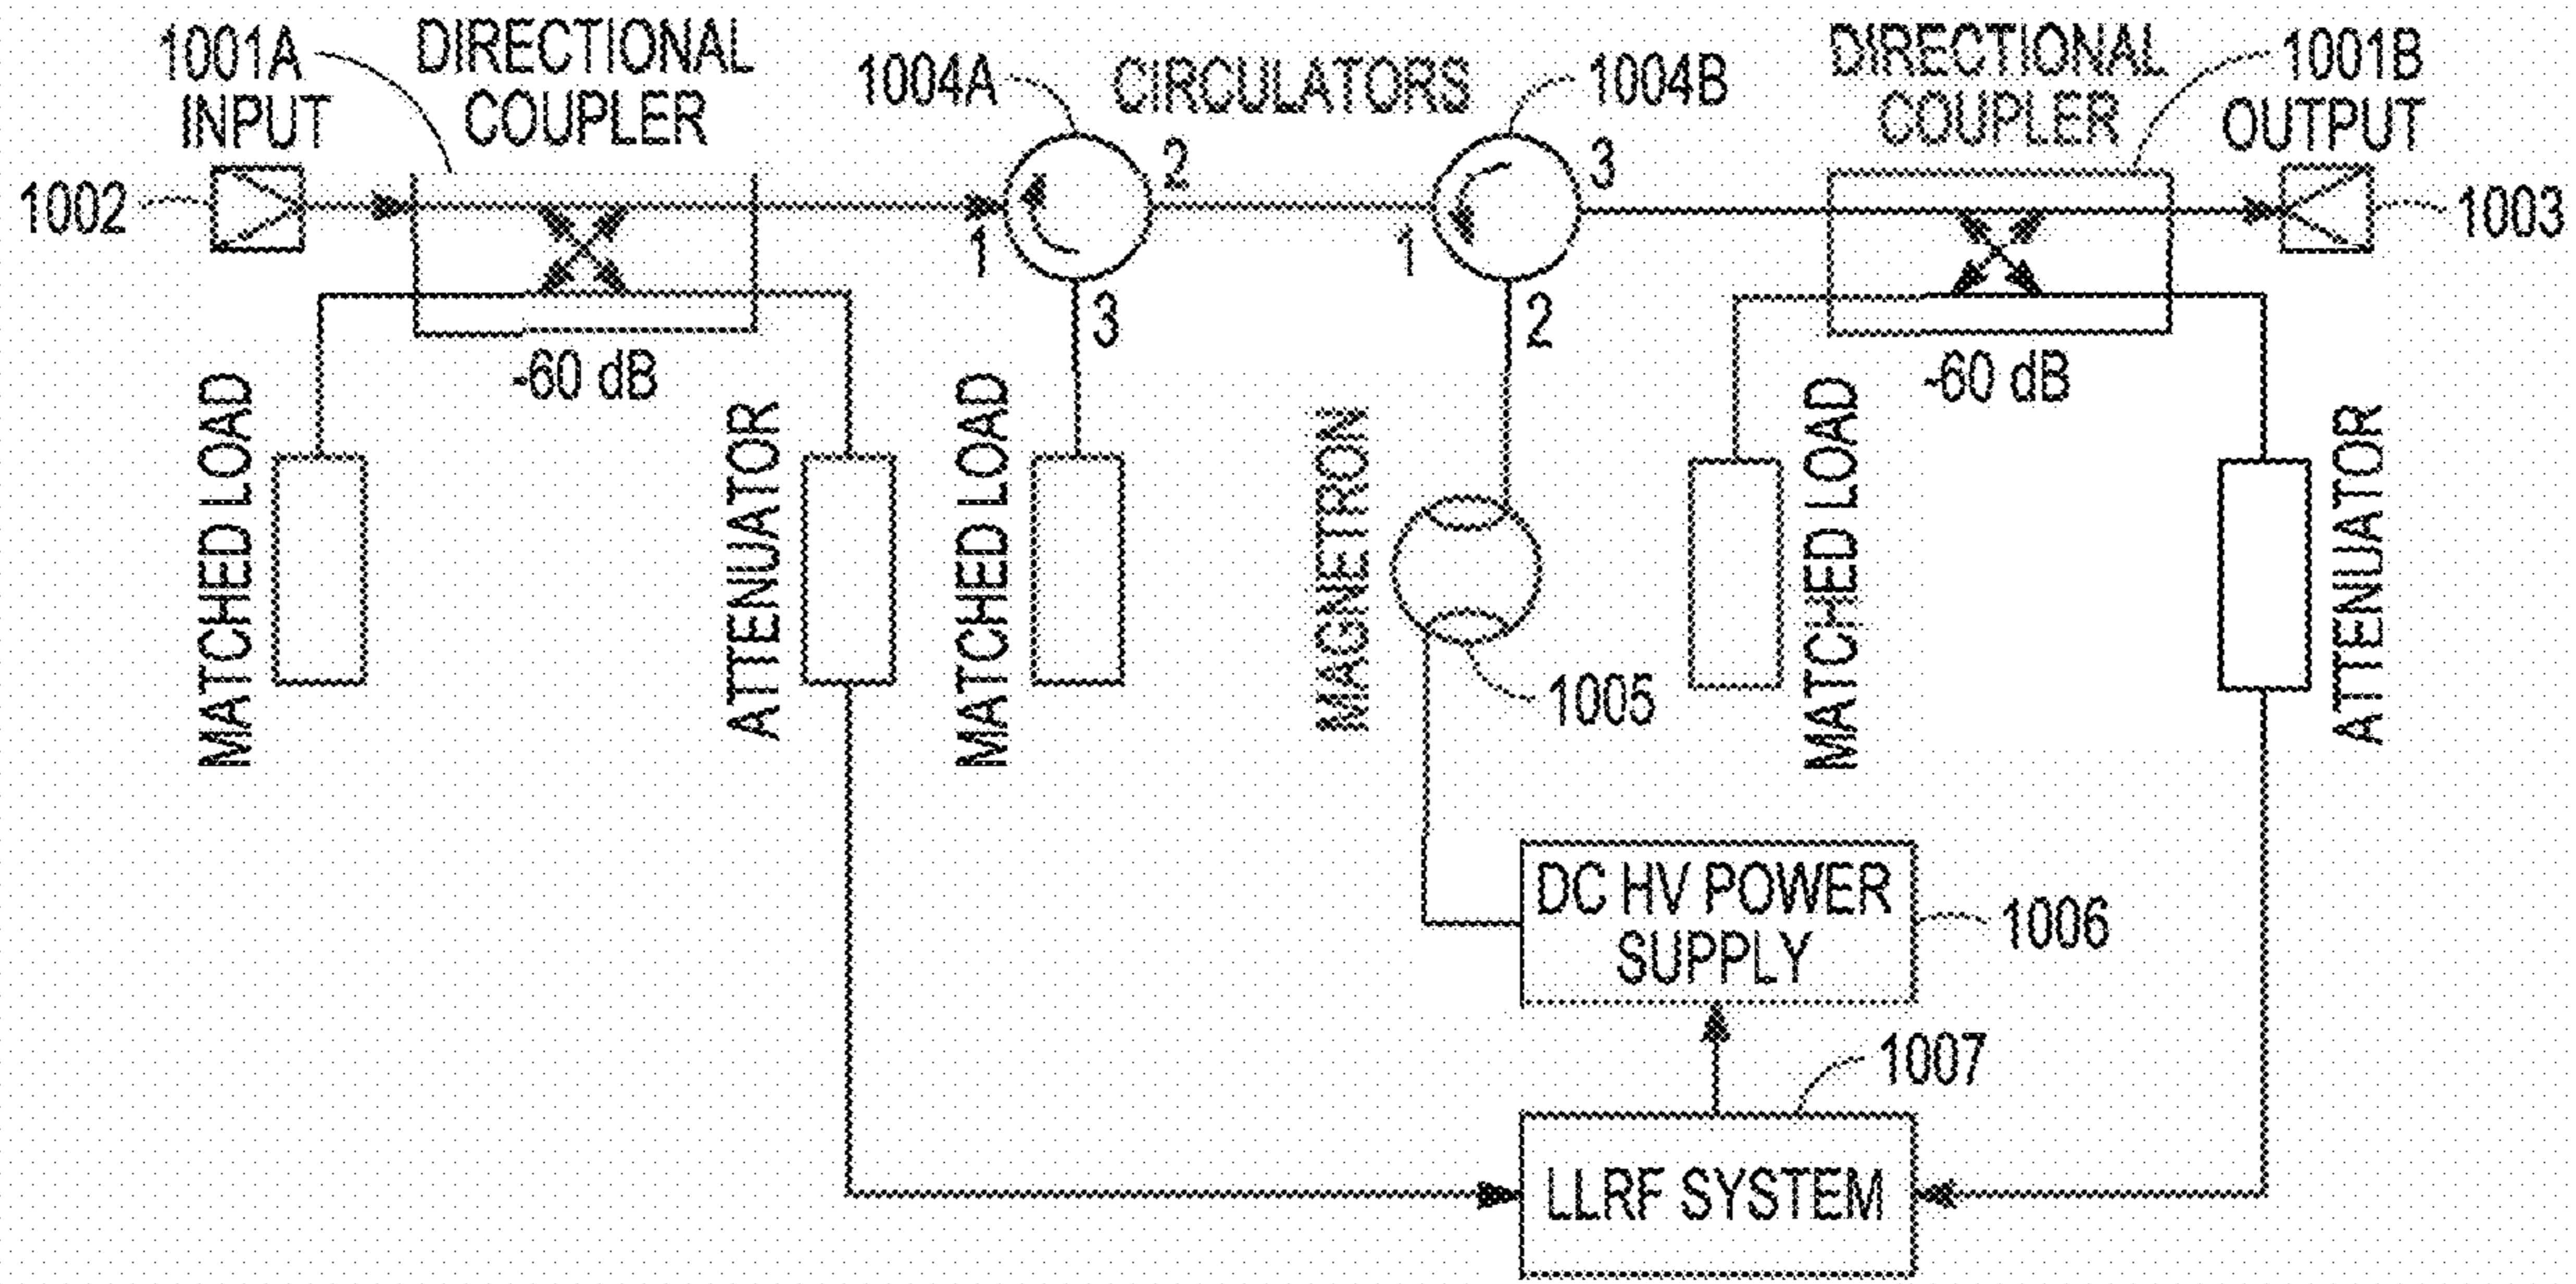 1001A
INPUT
DIRECTIONAL
COUPLER
1004A
CIRCULATORS
1004B
DIRECTIONAL
COUPLER
1001B
OUTPUT
1002
1
2
3
1
3
2
1003
-60 dB
-60 dB
MATCHED LOAD
ATTENUATOR
MATCHED LOAD
MAGNETRON
1005
MATCHED LOAD
ATTENUATOR
DC HV POWER
SUPPLY
1006
1007
LLRF SYSTEM